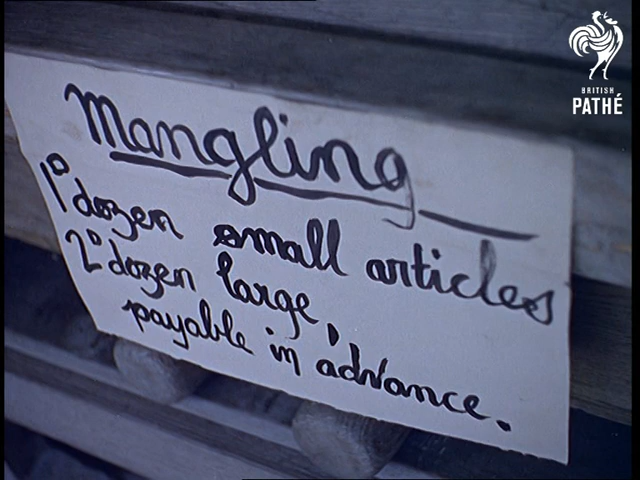 BRITISH
PATHÉ
Mangling
1ᴰ dozen small articles
2ᴰ dozen large,
payable in advance.